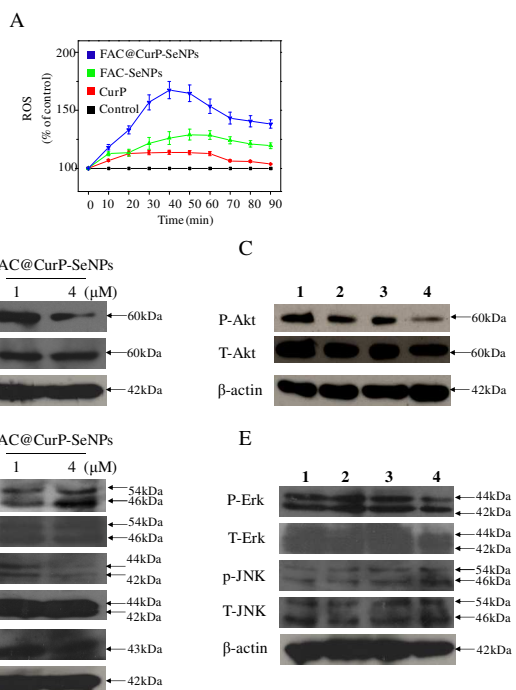 A
ROS
(% of control)
200
150
100
FAC@CurP-SeNPs
FAC-SeNPs
CurP
Control
0 10 20 30 40 50 60 70 80 90
Time (min)
AC@CurP-SeNPs
1 4 (μM)
60kDa
60kDa
42kDa
C
1 2 3 4
P-Akt 60kDa
T-Akt 60kDa
β-actin 42kDa
AC@CurP-SeNPs
1 4 (μM)
54kDa
46kDa
54kDa
46kDa
44kDa
42kDa
44kDa
42kDa
43kDa
42kDa
E
1 2 3 4
P-Erk 44kDa
42kDa
T-Erk 44kDa
42kDa
p-JNK 54kDa
46kDa
T-JNK 54kDa
46kDa
β-actin 42kDa